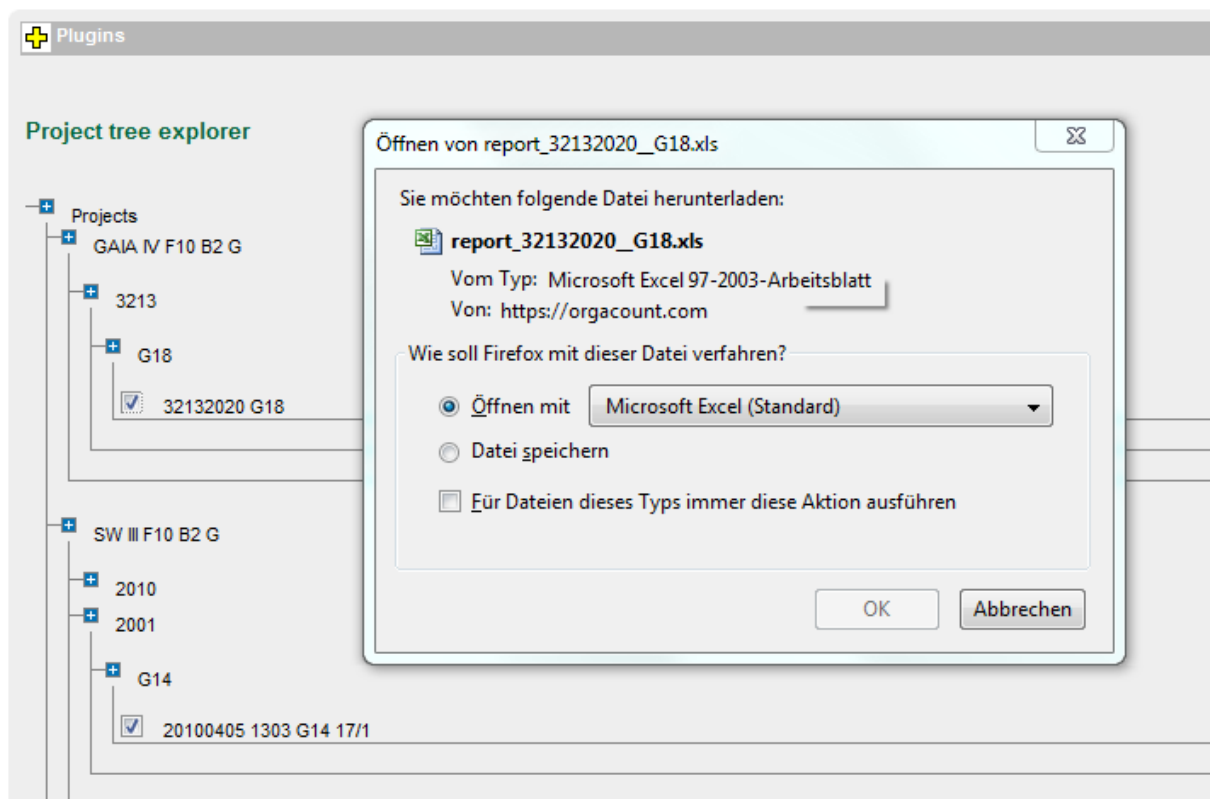 Plugins
Project tree explorer
Projects
GAIA IV F10 B2 G
3213
G18
32132020 G18
SW III F10 B2 G
2010
2001
G14
20100405 1303 G14 17/1
Öffnen von report_32132020__G18.xls
Sie möchten folgende Datei herunterladen:
report_32132020__G18.xls
Vom Typ: Microsoft Excel 97-2003-Arbeitsblatt
Von: https://orgacount.com
Wie soll Firefox mit dieser Datei verfahren?
Öffnen mit Microsoft Excel (Standard)
Datei speichern
Für Dateien dieses Typs immer diese Aktion ausführen
OK Abbrechen